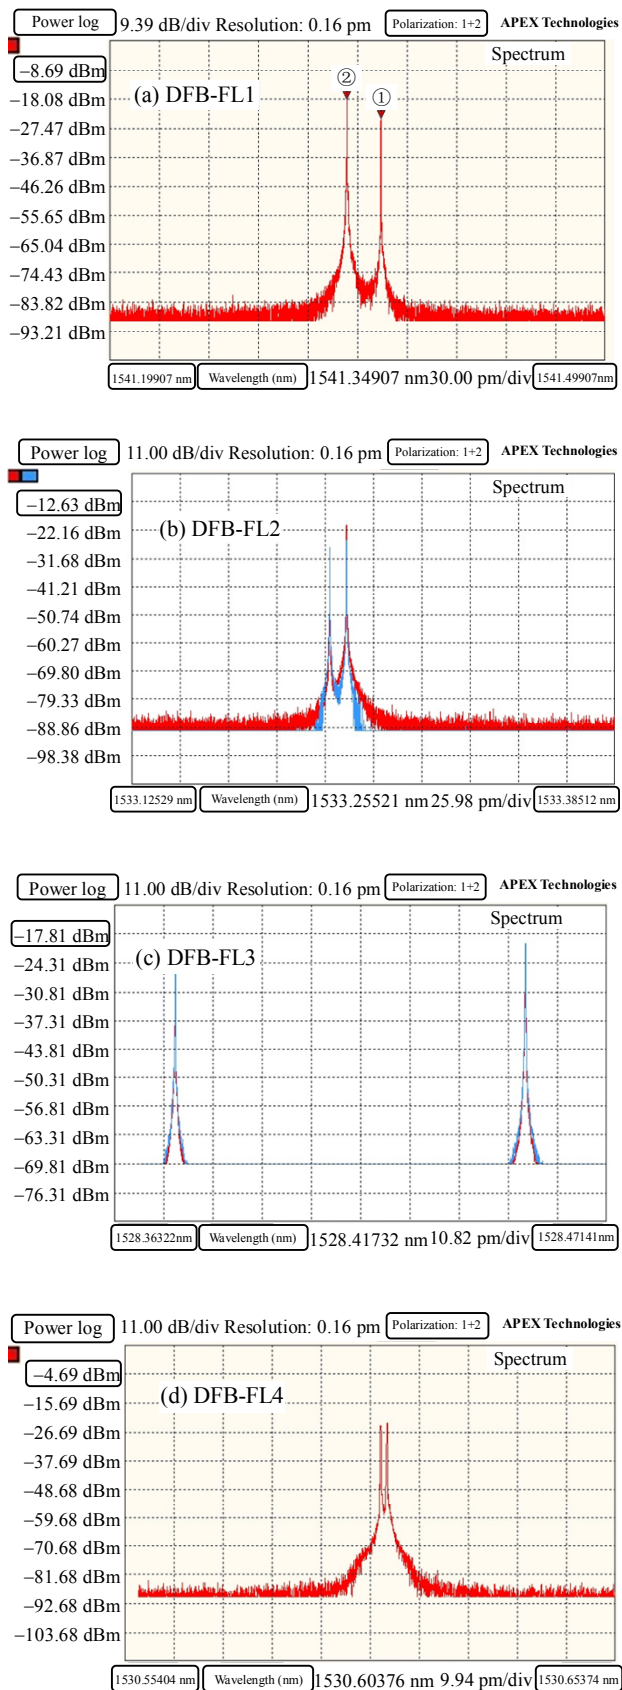 Power log 9.39 dB/div Resolution: 0.16 pm Polarization: 1+2 APEX Technologies
Spectrum
−8.69 dBm
② ①
(a) DFB-FL1
−18.08 dBm
−27.47 dBm
−36.87 dBm
−46.26 dBm
−55.65 dBm
−65.04 dBm
−74.43 dBm
−83.82 dBm
−93.21 dBm
1541.19907 nm Wavelength (nm) 1541.34907 nm 30.00 pm/div 1541.49907nm
Power log 11.00 dB/div Resolution: 0.16 pm Polarization: 1+2 APEX Technologies
Spectrum
−12.63 dBm
(b) DFB-FL2
−22.16 dBm
−31.68 dBm
−41.21 dBm
−50.74 dBm
−60.27 dBm
−69.80 dBm
−79.33 dBm
−88.86 dBm
−98.38 dBm
1533.12529 nm Wavelength (nm) 1533.25521 nm 25.98 pm/div 1533.38512 nm
Power log 11.00 dB/div Resolution: 0.16 pm Polarization: 1+2 APEX Technologies
Spectrum
−17.81 dBm
(c) DFB-FL3
−24.31 dBm
−30.81 dBm
−37.31 dBm
−43.81 dBm
−50.31 dBm
−56.81 dBm
−63.31 dBm
−69.81 dBm
−76.31 dBm
1528.36322 nm Wavelength (nm) 1528.41732 nm 10.82 pm/div 1528.47141nm
Power log 11.00 dB/div Resolution: 0.16 pm Polarization: 1+2 APEX Technologies
Spectrum
−4.69 dBm
(d) DFB-FL4
−15.69 dBm
−26.69 dBm
−37.69 dBm
−48.68 dBm
−59.68 dBm
−70.68 dBm
−81.68 dBm
−92.68 dBm
−103.68 dBm
1530.55404 nm Wavelength (nm) 1530.60376 nm 9.94 pm/div 1530.65374 nm